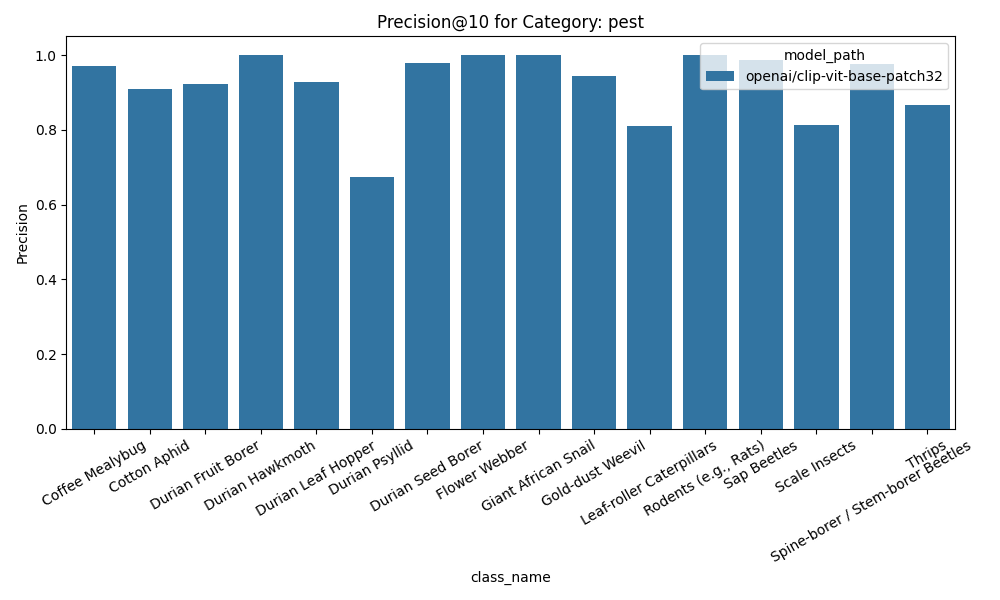 Precision@10 for Category: pest
model_path
openai/clip-vit-base-patch32
Precision
1.0
0.8
0.6
0.4
0.2
0.0
Coffee Mealybug
Cotton Aphid
Durian Fruit Borer
Durian Hawkmoth
Durian Leaf Hopper
Durian Psyllid
Durian Seed Borer
Flower Webber
Giant African Snail
Gold-dust Weevil
Leaf-roller Caterpillars
Rodents (e.g., Rats)
Sap Beetles
Scale Insects
Spine-borer / Stem-borer Beetles
Thrips
class_name